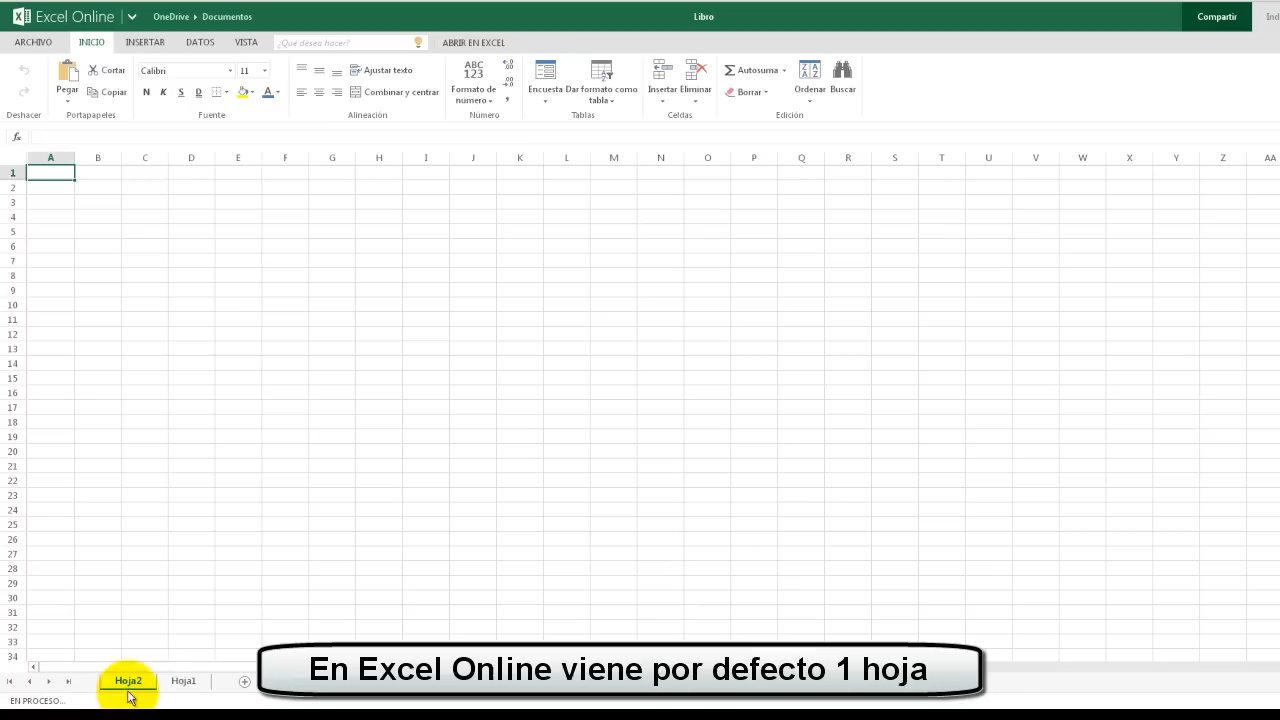 Excel Online
OneDrive ▸ Documentos
Libro
Compartir
Ind
ARCHIVO
INICIO
INSERTAR
DATOS
VISTA
¿Qué desea hacer?
ABRIR EN EXCEL
Pegar
Cortar
Copiar
Deshacer
Portapapeles
Calibri
11
N K S D
A
Fuente
Ajustar texto
Combinar y centrar
Alineación
ABC
123
Formato de
número
Número
Encuesta
Dar formato como
tabla
Tablas
Insertar
Eliminar
Celdas
Σ Autosuma
Borrar
Ordenar
Buscar
Edición
fx
A B C D E F G H I J K L M N O P Q R S T U V W X Y Z AA
1
2
3
4
5
6
7
8
9
10
11
12
13
14
15
16
17
18
19
20
21
22
23
24
25
26
27
28
29
30
31
32
33
34
En Excel Online viene por defecto 1 hoja
Hoja2
Hoja1
EN PROCESO...